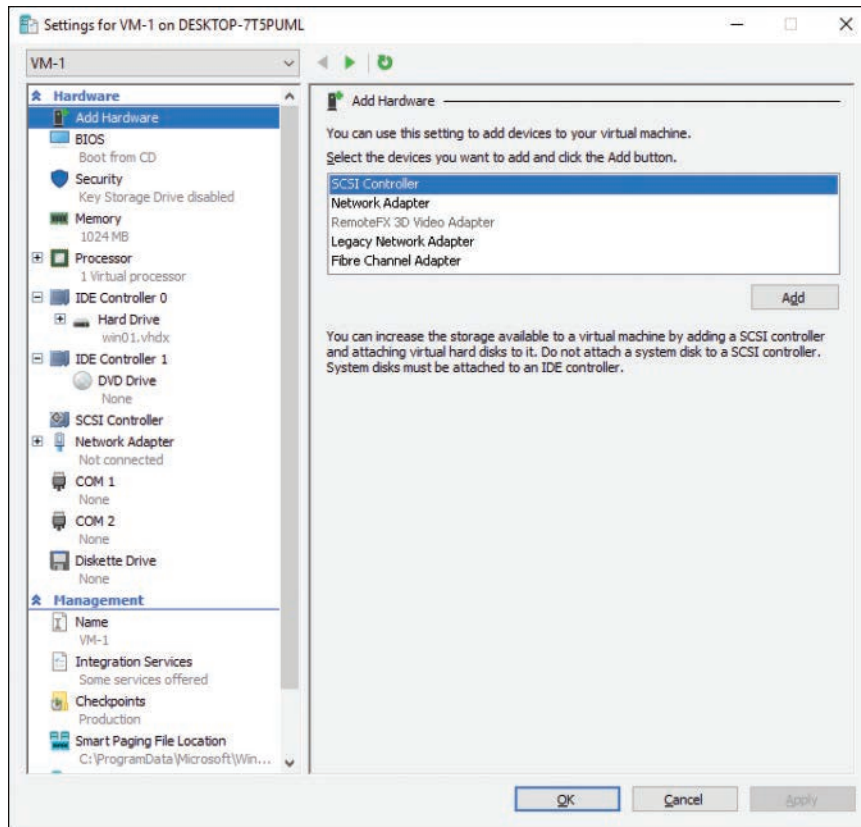 Settings for VM-1 on DESKTOP-7T5PUML
VM-1
Hardware
Add Hardware
BIOS
Boot from CD
Security
Key Storage Drive disabled
Memory
1024 MB
Processor
1 Virtual processor
IDE Controller 0
Hard Drive
win01.vhdx
IDE Controller 1
DVD Drive
None
SCSI Controller
Network Adapter
Not connected
COM 1
None
COM 2
None
Diskette Drive
None
Management
Name
VM-1
Integration Services
Some services offered
Checkpoints
Production
Smart Paging File Location
C:\ProgramData\Microsoft\Win...
Add Hardware
You can use this setting to add devices to your virtual machine.
Select the devices you want to add and click the Add button.
SCSI Controller
Network Adapter
RemoteFX 3D Video Adapter
Legacy Network Adapter
Fibre Channel Adapter
Add
You can increase the storage available to a virtual machine by adding a SCSI controller
and attaching virtual hard disks to it. Do not attach a system disk to a SCSI controller.
System disks must be attached to an IDE controller.
OK
Cancel
Apply